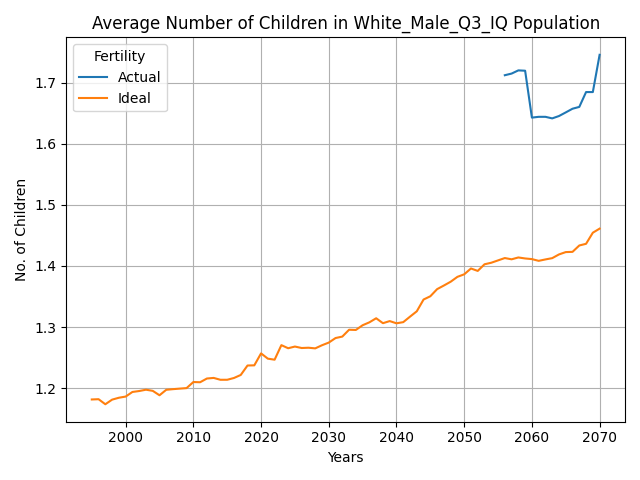 Average Number of Children in White_Male_Q3_IQ Population
Fertility
Actual
Ideal
No. of Children
1.7
1.6
1.5
1.4
1.3
1.2
2000 2010 2020 2030 2040 2050 2060 2070
Years